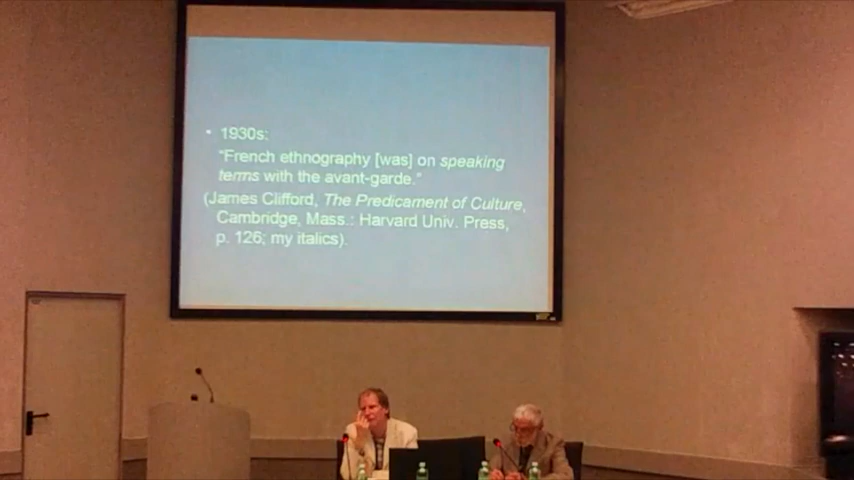 • 1930s:
"French ethnography [was] on speaking
terms with the avant-garde."
(James Clifford, The Predicament of Culture,
Cambridge, Mass.: Harvard Univ. Press,
p. 126; my italics).